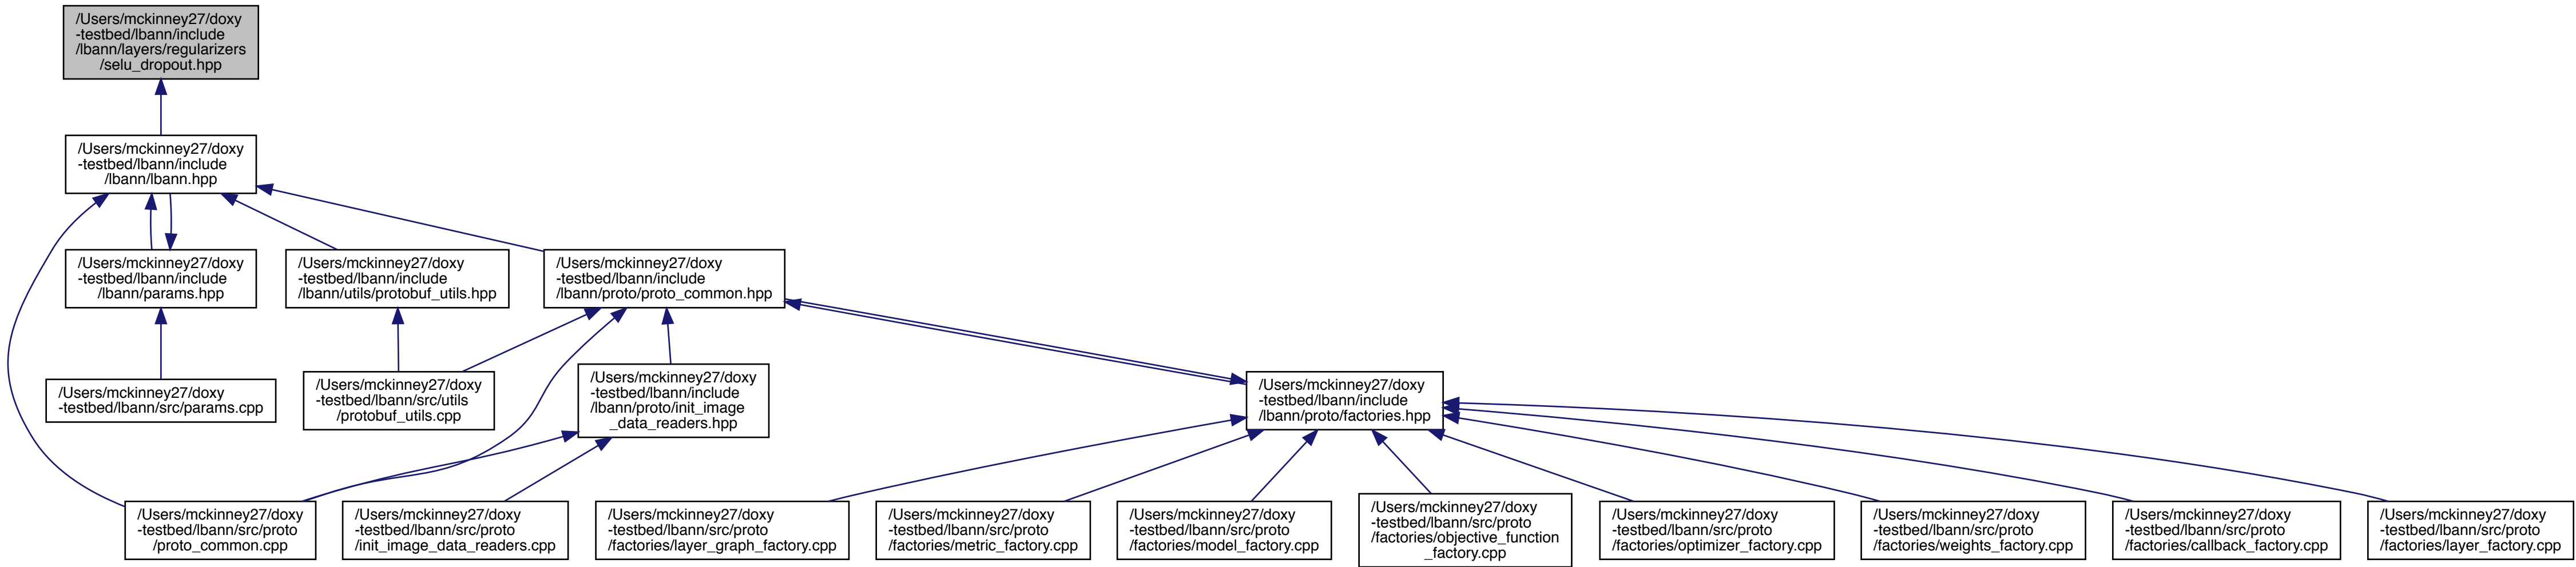 /Users/mckinney27/doxy
-testbed/lbann/include
/lbann/layers/regularizers
/selu_dropout.hpp
/Users/mckinney27/doxy
-testbed/lbann/include
/lbann/lbann.hpp
/Users/mckinney27/doxy
-testbed/lbann/include
/lbann/params.hpp
/Users/mckinney27/doxy
-testbed/lbann/include
/lbann/utils/protobuf_utils.hpp
/Users/mckinney27/doxy
-testbed/lbann/include
/lbann/proto/proto_common.hpp
/Users/mckinney27/doxy
-testbed/lbann/src/params.cpp
/Users/mckinney27/doxy
-testbed/lbann/src/utils
/protobuf_utils.cpp
/Users/mckinney27/doxy
-testbed/lbann/include
/lbann/proto/init_image
_data_readers.hpp
/Users/mckinney27/doxy
-testbed/lbann/include
/lbann/proto/factories.hpp
/Users/mckinney27/doxy
-testbed/lbann/src/proto
/proto_common.cpp
/Users/mckinney27/doxy
-testbed/lbann/src/proto
/init_image_data_readers.cpp
/Users/mckinney27/doxy
-testbed/lbann/src/proto
/factories/layer_graph_factory.cpp
/Users/mckinney27/doxy
-testbed/lbann/src/proto
/factories/metric_factory.cpp
/Users/mckinney27/doxy
-testbed/lbann/src/proto
/factories/model_factory.cpp
/Users/mckinney27/doxy
-testbed/lbann/src/proto
/factories/objective_function
_factory.cpp
/Users/mckinney27/doxy
-testbed/lbann/src/proto
/factories/optimizer_factory.cpp
/Users/mckinney27/doxy
-testbed/lbann/src/proto
/factories/weights_factory.cpp
/Users/mckinney27/doxy
-testbed/lbann/src/proto
/factories/callback_factory.cpp
/Users/mckinney27/doxy
-testbed/lbann/src/proto
/factories/layer_factory.cpp